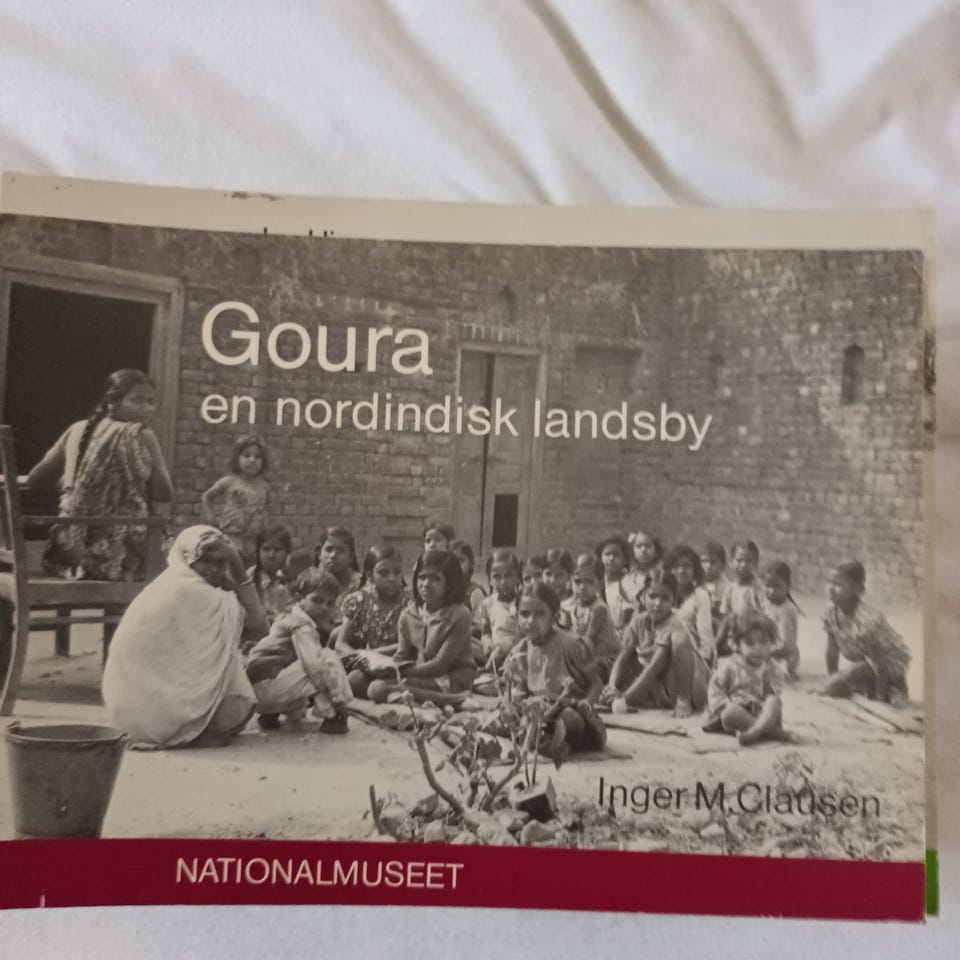 Goura
en nordindisk landsby
Inger M. Clausen
NATIONALMUSEET